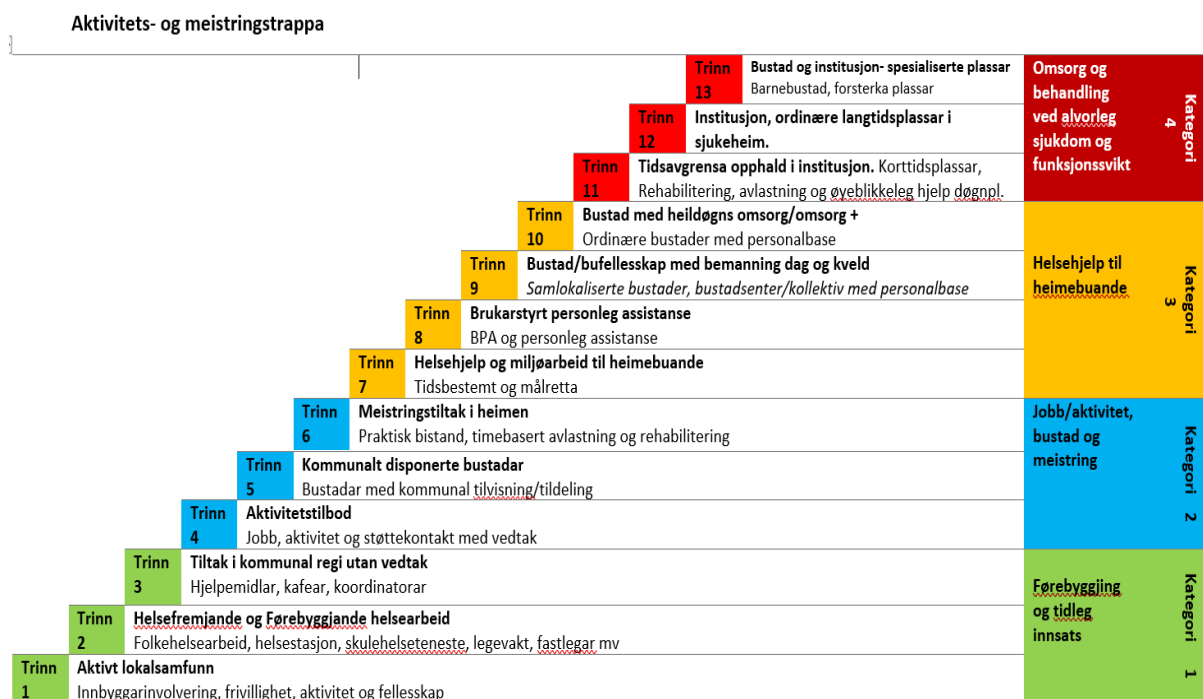 Aktivitets- og meistringstrappa
Trinn
13
Bustad og institusjon- spesialiserte plassar
Barnebustad, forsterka plassar
Trinn
12
Institusjon, ordinære langtidsplassar i
sjukeheim.
Trinn
11
Tidsavgrensa opphald i institusjon. Korttidsplassar,
Rehabilitering, avlastning og øyeblikkeleg hjelp døgnpl.
Omsorg og
behandling
ved alvorleg
sjukdom og
funksjonssvikt
Kategori
4
Trinn
10
Bustad med heildøgns omsorg/omsorg +
Ordinære bustader med personalbase
Trinn
9
Bustad/bufellesskap med bemanning dag og kveld
Samlokaliserte bustader, bustadsenter/kollektiv med personalbase
Trinn
8
Brukarstyrt personleg assistanse
BPA og personleg assistanse
Trinn
7
Helsehjelp og miljøarbeid til heimebuande
Tidsbestemt og målretta
Helsehjelp til
heimebuande
Kategori
3
Trinn
6
Meistringstiltak i heimen
Praktisk bistand, timebasert avlastning og rehabilitering
Trinn
5
Kommunalt disponerte bustadar
Bustadar med kommunal tilvisning/tildeling
Trinn
4
Aktivitetstilbod
Jobb, aktivitet og støttekontakt med vedtak
Jobb/aktivitet,
bustad og
meistring
Kategori 2
Trinn
3
Tiltak i kommunal regi utan vedtak
Hjelpemidlar, kafear, koordinatorar
Trinn
2
Helsefremjande og Førebyggjande helsearbeid
Folkehelsearbeid, helsestasjon, skulehelseteneste, legevakt, fastlegar mv
Trinn
1
Aktivt lokalsamfunn
Innbyggarinvolvering, frivillighet, aktivitet og fellesskap
Førebyggiing
og tidleg
innsats
Kategori 1